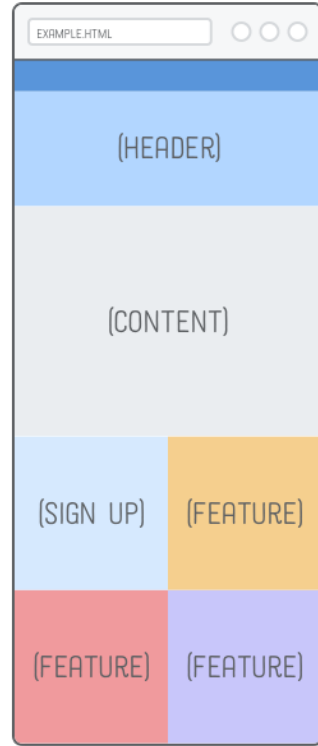 EXAMPLE.HTML
(HEADER)
(CONTENT)
(SIGN UP) (FEATURE)
(FEATURE) (FEATURE)